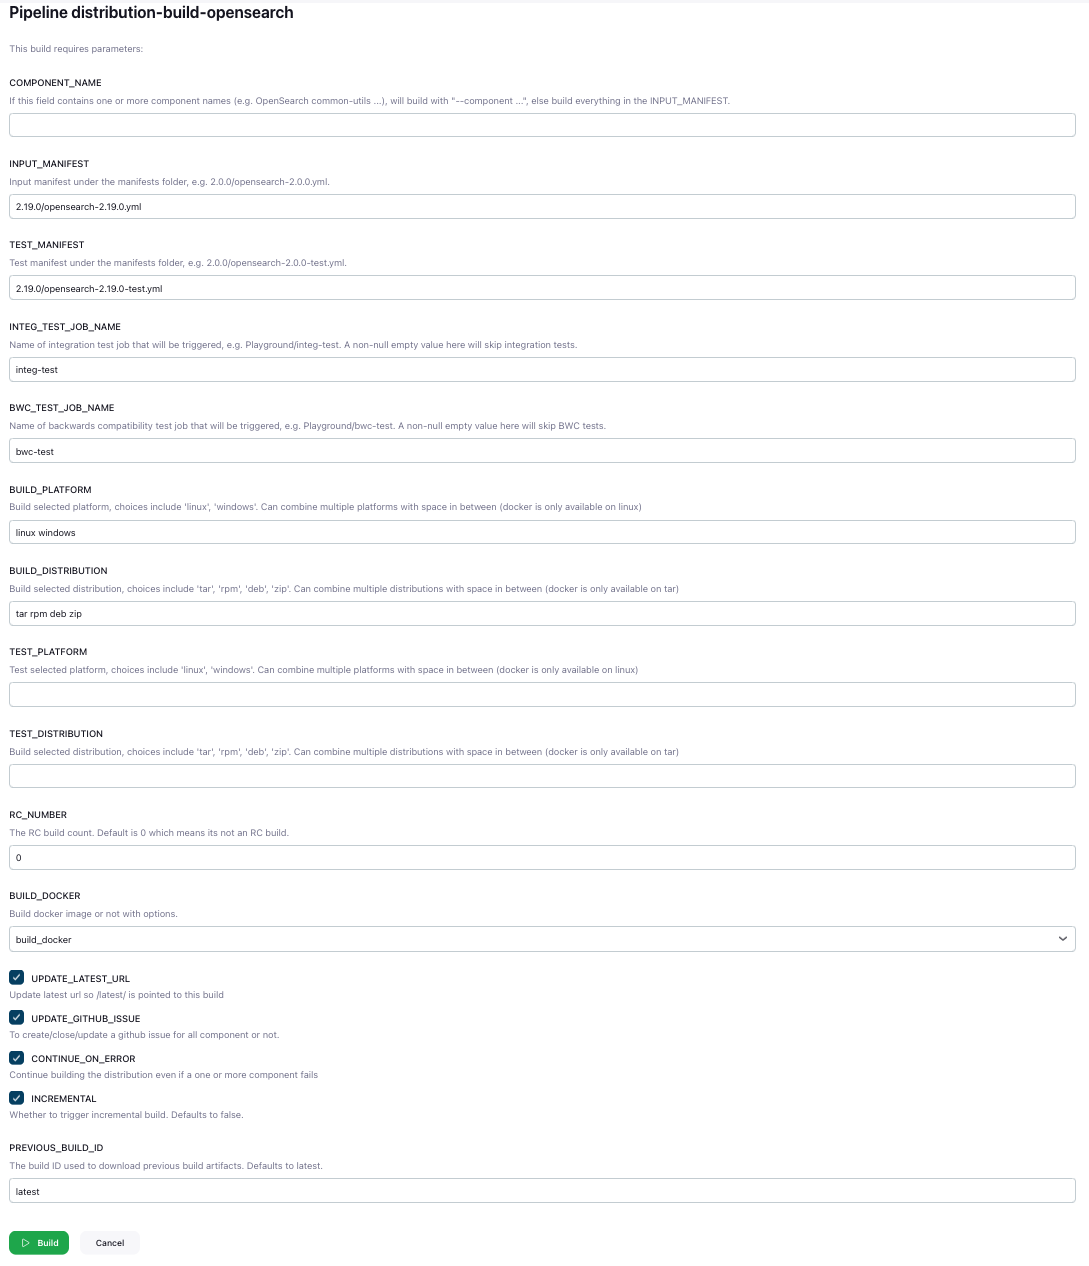 Pipeline distribution-build-opensearch
This build requires parameters:
COMPONENT_NAME
If this field contains one or more component names (e.g. OpenSearch common-utils ...), will build with "--component ...", else build everything in the INPUT_MANIFEST.
INPUT_MANIFEST
Input manifest under the manifests folder, e.g. 2.0.0/opensearch-2.0.0.yml.
2.19.0/opensearch-2.19.0.yml
TEST_MANIFEST
Test manifest under the manifests folder, e.g. 2.0.0/opensearch-2.0.0-test.yml.
2.19.0/opensearch-2.19.0-test.yml
INTEG_TEST_JOB_NAME
Name of integration test job that will be triggered, e.g. Playground/integ-test. A non-null empty value here will skip integration tests.
integ-test
BWC_TEST_JOB_NAME
Name of backwards compatibility test job that will be triggered, e.g. Playground/bwc-test. A non-null empty value here will skip BWC tests.
bwc-test
BUILD_PLATFORM
Build selected platform, choices include 'linux', 'windows'. Can combine multiple platforms with space in between (docker is only available on linux)
linux windows
BUILD_DISTRIBUTION
Build selected distribution, choices include 'tar', 'rpm', 'deb', 'zip'. Can combine multiple distributions with space in between (docker is only available on tar)
tar rpm deb zip
TEST_PLATFORM
Test selected platform, choices include 'linux', 'windows'. Can combine multiple platforms with space in between (docker is only available on linux)
TEST_DISTRIBUTION
Build selected distribution, choices include 'tar', 'rpm', 'deb', 'zip'. Can combine multiple distributions with space in between (docker is only available on tar)
RC_NUMBER
The RC build count. Default is 0 which means its not an RC build.
0
BUILD_DOCKER
Build docker image or not with options.
build_docker
UPDATE_LATEST_URL
Update latest url so /latest/ is pointed to this build
UPDATE_GITHUB_ISSUE
To create/close/update a github issue for all component or not.
CONTINUE_ON_ERROR
Continue building the distribution even if a one or more component fails
INCREMENTAL
Whether to trigger incremental build. Defaults to false.
PREVIOUS_BUILD_ID
The build ID used to download previous build artifacts. Defaults to latest.
latest
Build Cancel